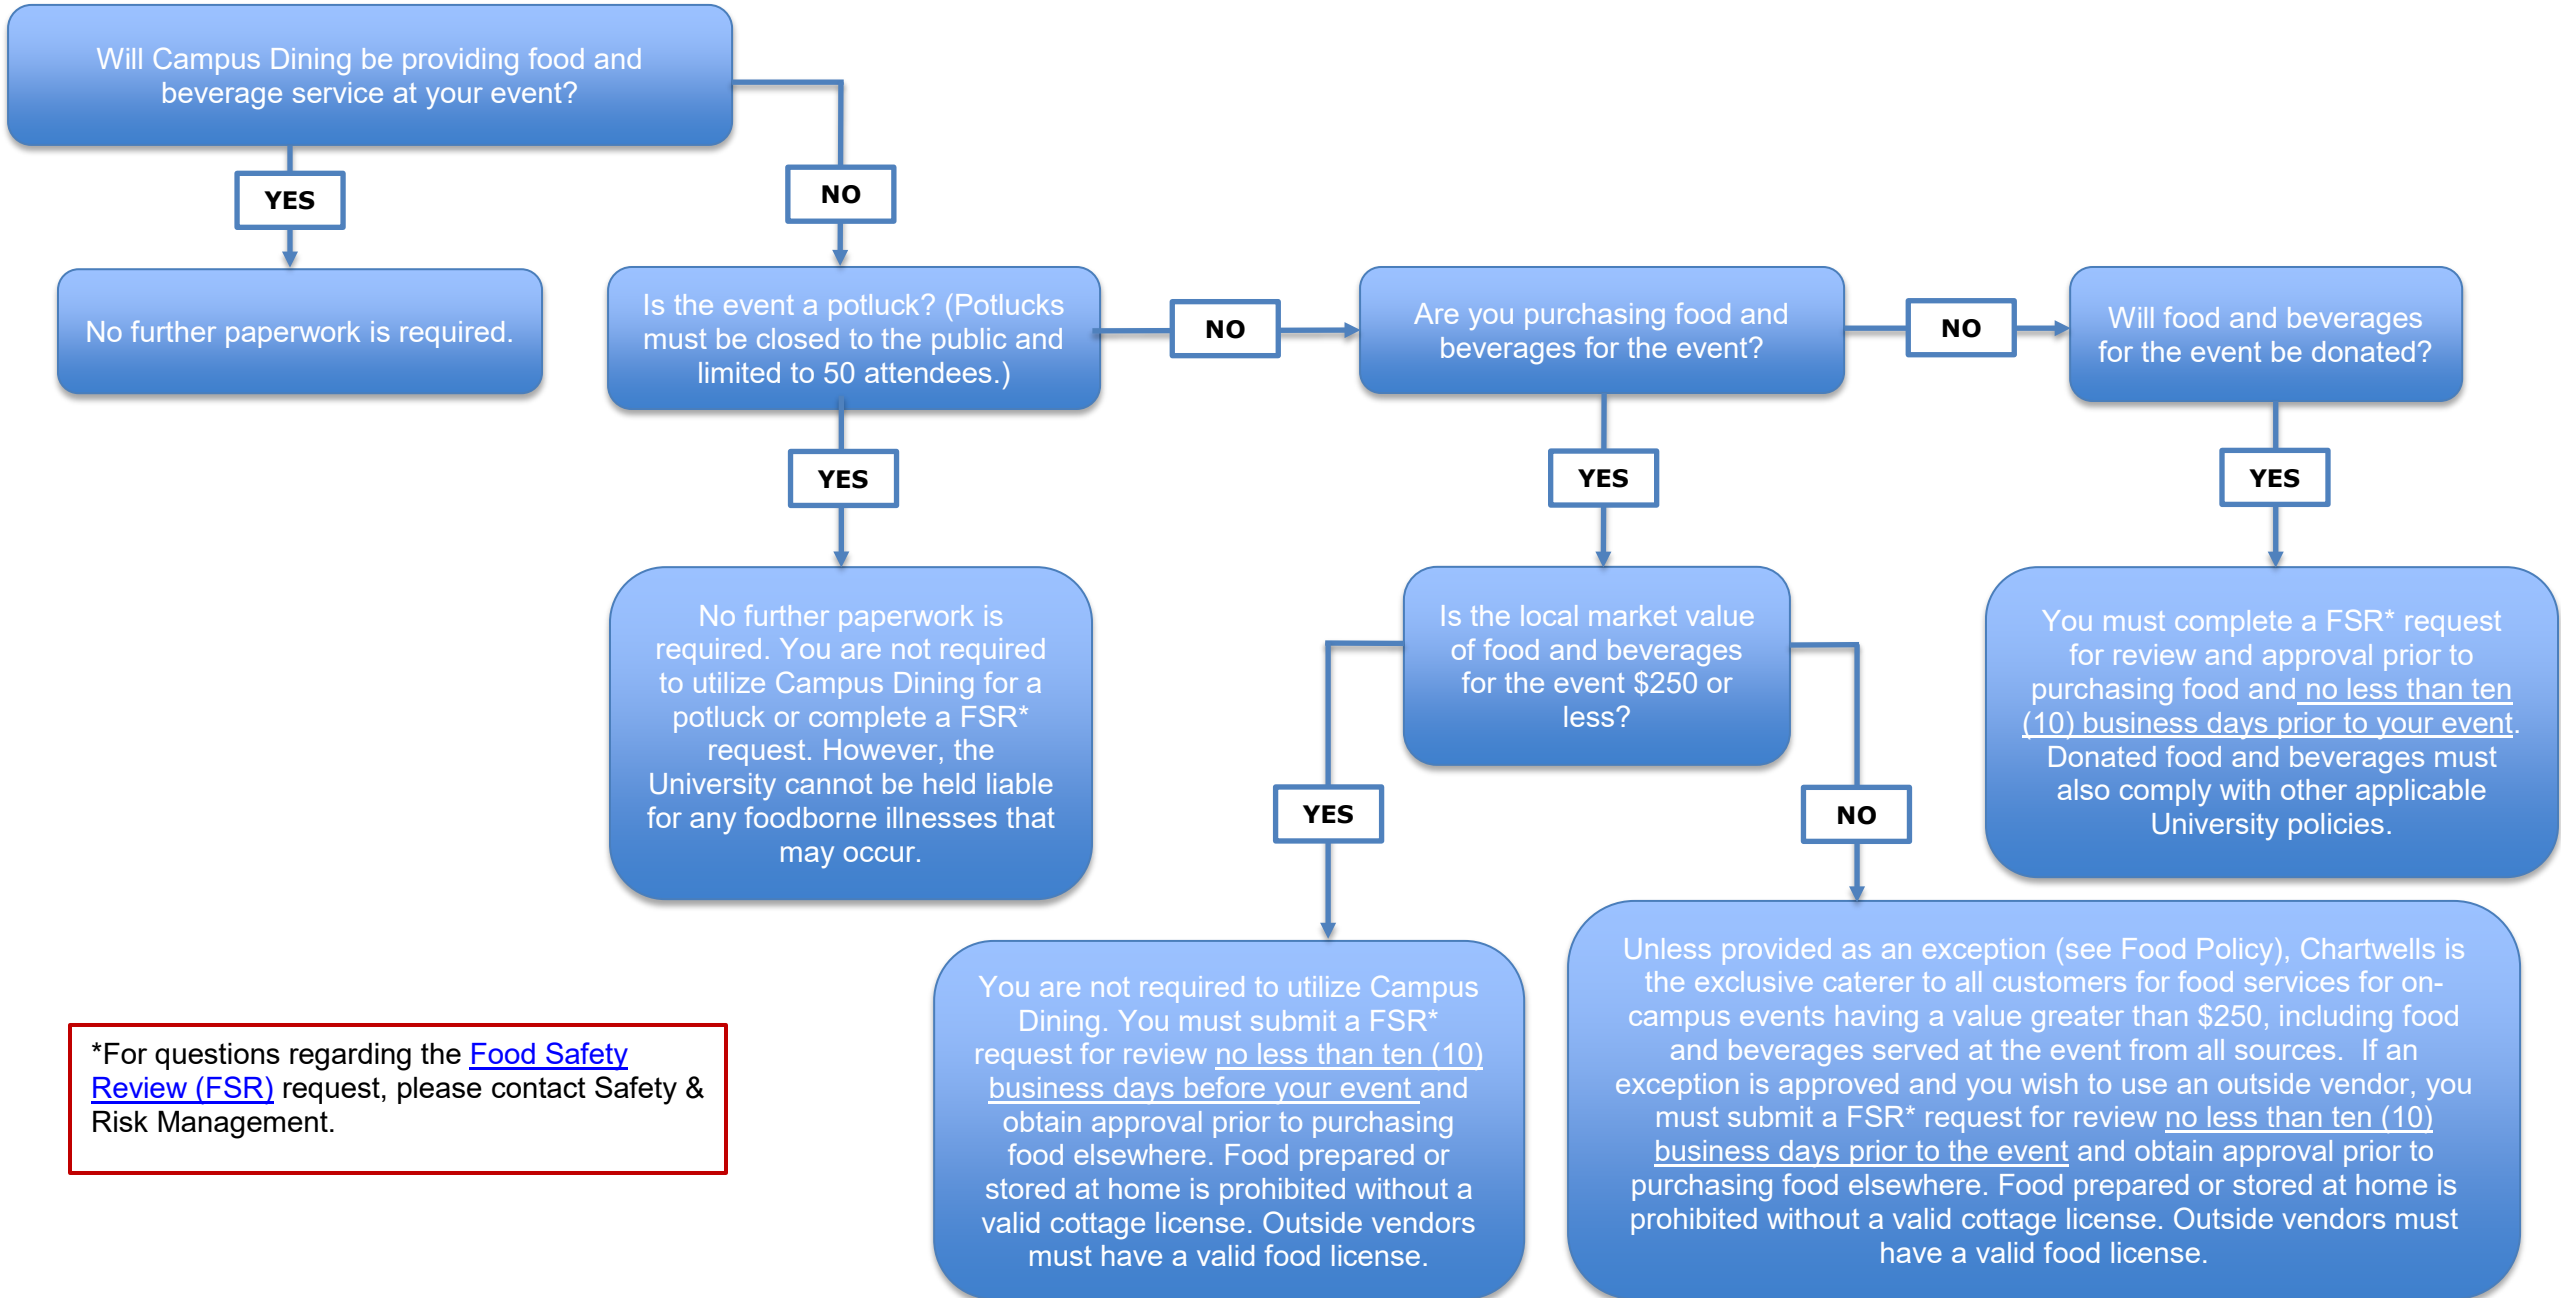 Will Campus Dining be providing food and
beverage service at your event?
YES
NO
No further paperwork is required.
Is the event a potluck? (Potlucks
must be closed to the public and
limited to 50 attendees.)
NO
Are you purchasing food and
beverages for the event?
NO
Will food and beverages
for the event be donated?
YES
YES
YES
No further paperwork is
required. You are not required
to utilize Campus Dining for a
potluck or complete a FSR*
request. However, the
University cannot be held liable
for any foodborne illnesses that
may occur.
Is the local market value
of food and beverages
for the event $250 or
less?
You must complete a FSR* request
for review and approval prior to
purchasing food and no less than ten
(10) business days prior to your event.
Donated food and beverages must
also comply with other applicable
University policies.
YES
NO
You are not required to utilize Campus
Dining. You must submit a FSR*
request for review no less than ten (10)
business days before your event and
obtain approval prior to purchasing
food elsewhere. Food prepared or
stored at home is prohibited without a
valid cottage license. Outside vendors
must have a valid food license.
Unless provided as an exception (see Food Policy), Chartwells is
the exclusive caterer to all customers for food services for on-
campus events having a value greater than $250, including food
and beverages served at the event from all sources.  If an
exception is approved and you wish to use an outside vendor, you
must submit a FSR* request for review no less than ten (10)
business days prior to the event and obtain approval prior to
purchasing food elsewhere. Food prepared or stored at home is
prohibited without a valid cottage license. Outside vendors must
have a valid food license.
*For questions regarding the Food Safety
Review (FSR) request, please contact Safety &
Risk Management.